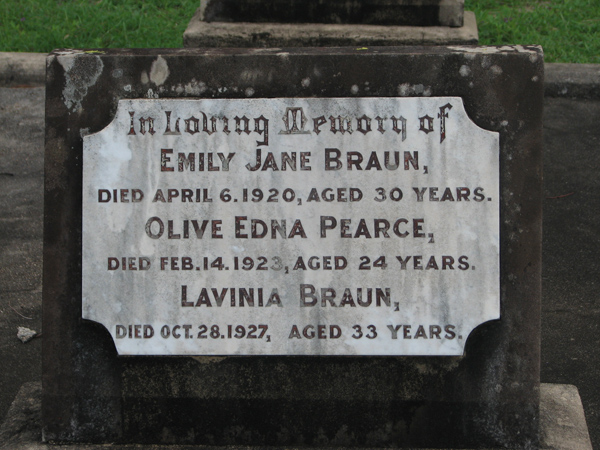 In Loving Memory of
EMILY JANE BRAUN,
DIED APRIL 6.1920, AGED 30 YEARS.
OLIVE EDNA PEARCE,
DIED FEB.14.1923, AGED 24 YEARS.
LAVINIA BRAUN,
DIED OCT.28.1927, AGED 33 YEARS.